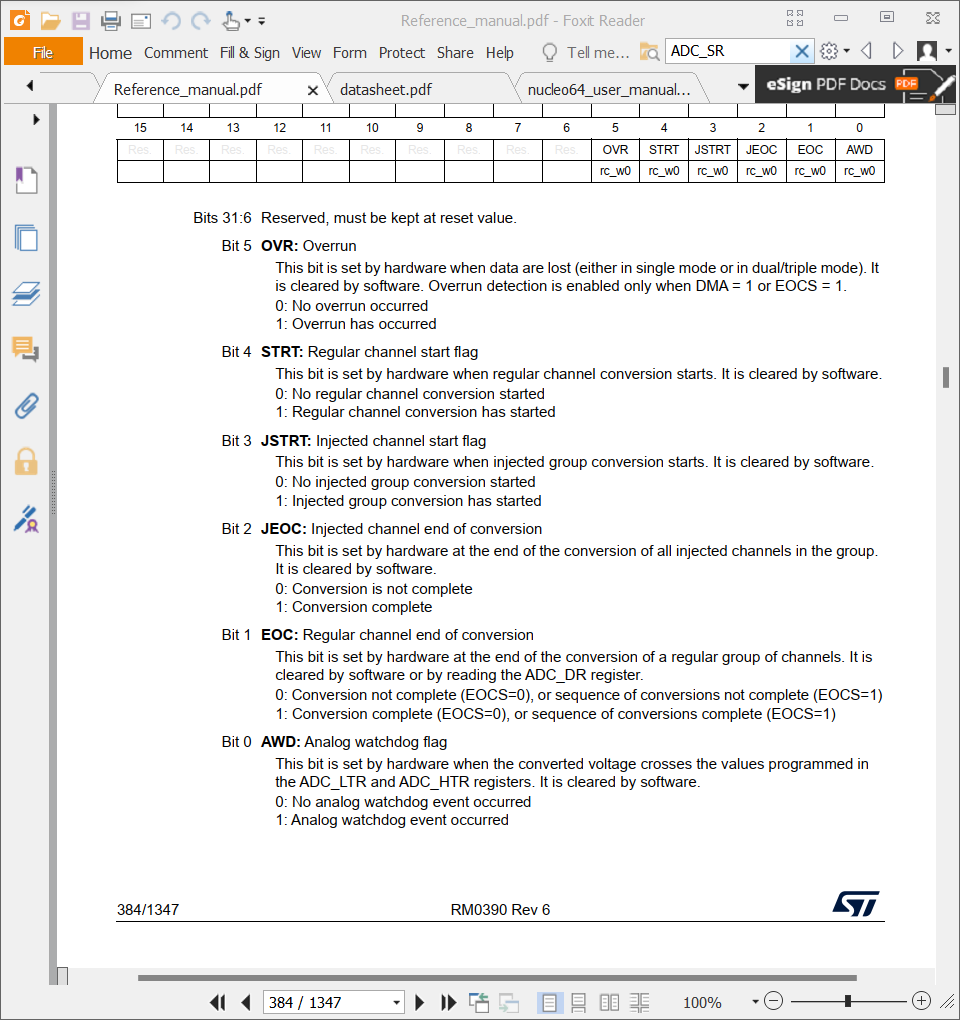 Reference_manual.pdf - Foxit Reader
File Home Comment Fill & Sign View Form Protect Share Help Tell me… ADC_SR
Reference_manual.pdf datasheet.pdf nucleo64_user_manual... eSign PDF Docs PDF
15 14 13 12 11 10 9 8 7 6 5 4 3 2 1 0
Res. Res. Res. Res. Res. Res. Res. Res. Res. Res. OVR STRT JSTRT JEOC EOC AWD
rc_w0 rc_w0 rc_w0 rc_w0 rc_w0 rc_w0
Bits 31:6 Reserved, must be kept at reset value.
Bit 5 OVR: Overrun
This bit is set by hardware when data are lost (either in single mode or in dual/triple mode). It
is cleared by software. Overrun detection is enabled only when DMA = 1 or EOCS = 1.
0: No overrun occurred
1: Overrun has occurred
Bit 4 STRT: Regular channel start flag
This bit is set by hardware when regular channel conversion starts. It is cleared by software.
0: No regular channel conversion started
1: Regular channel conversion has started
Bit 3 JSTRT: Injected channel start flag
This bit is set by hardware when injected group conversion starts. It is cleared by software.
0: No injected group conversion started
1: Injected group conversion has started
Bit 2 JEOC: Injected channel end of conversion
This bit is set by hardware at the end of the conversion of all injected channels in the group.
It is cleared by software.
0: Conversion is not complete
1: Conversion complete
Bit 1 EOC: Regular channel end of conversion
This bit is set by hardware at the end of the conversion of a regular group of channels. It is
cleared by software or by reading the ADC_DR register.
0: Conversion not complete (EOCS=0), or sequence of conversions not complete (EOCS=1)
1: Conversion complete (EOCS=0), or sequence of conversions complete (EOCS=1)
Bit 0 AWD: Analog watchdog flag
This bit is set by hardware when the converted voltage crosses the values programmed in
the ADC_LTR and ADC_HTR registers. It is cleared by software.
0: No analog watchdog event occurred
1: Analog watchdog event occurred
384/1347 RM0390 Rev 6 ST
384 / 1347 100%